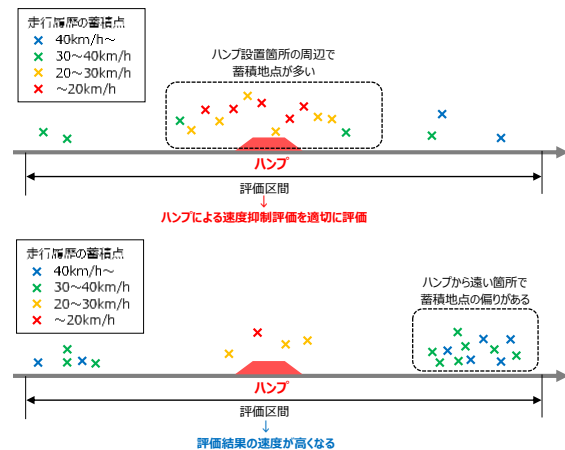 走行履歴の蓄積点
40km/h～
30～40km/h
20～30km/h
～20km/h
ハンプ設置箇所の周辺で
蓄積地点が多い
ハンプ
評価区間
↓
ハンプによる速度抑制評価を適切に評価
走行履歴の蓄積点
40km/h～
30～40km/h
20～30km/h
～20km/h
ハンプから遠い箇所で
蓄積地点の偏りがある
ハンプ
評価区間
↓
評価結果の速度が高くなる